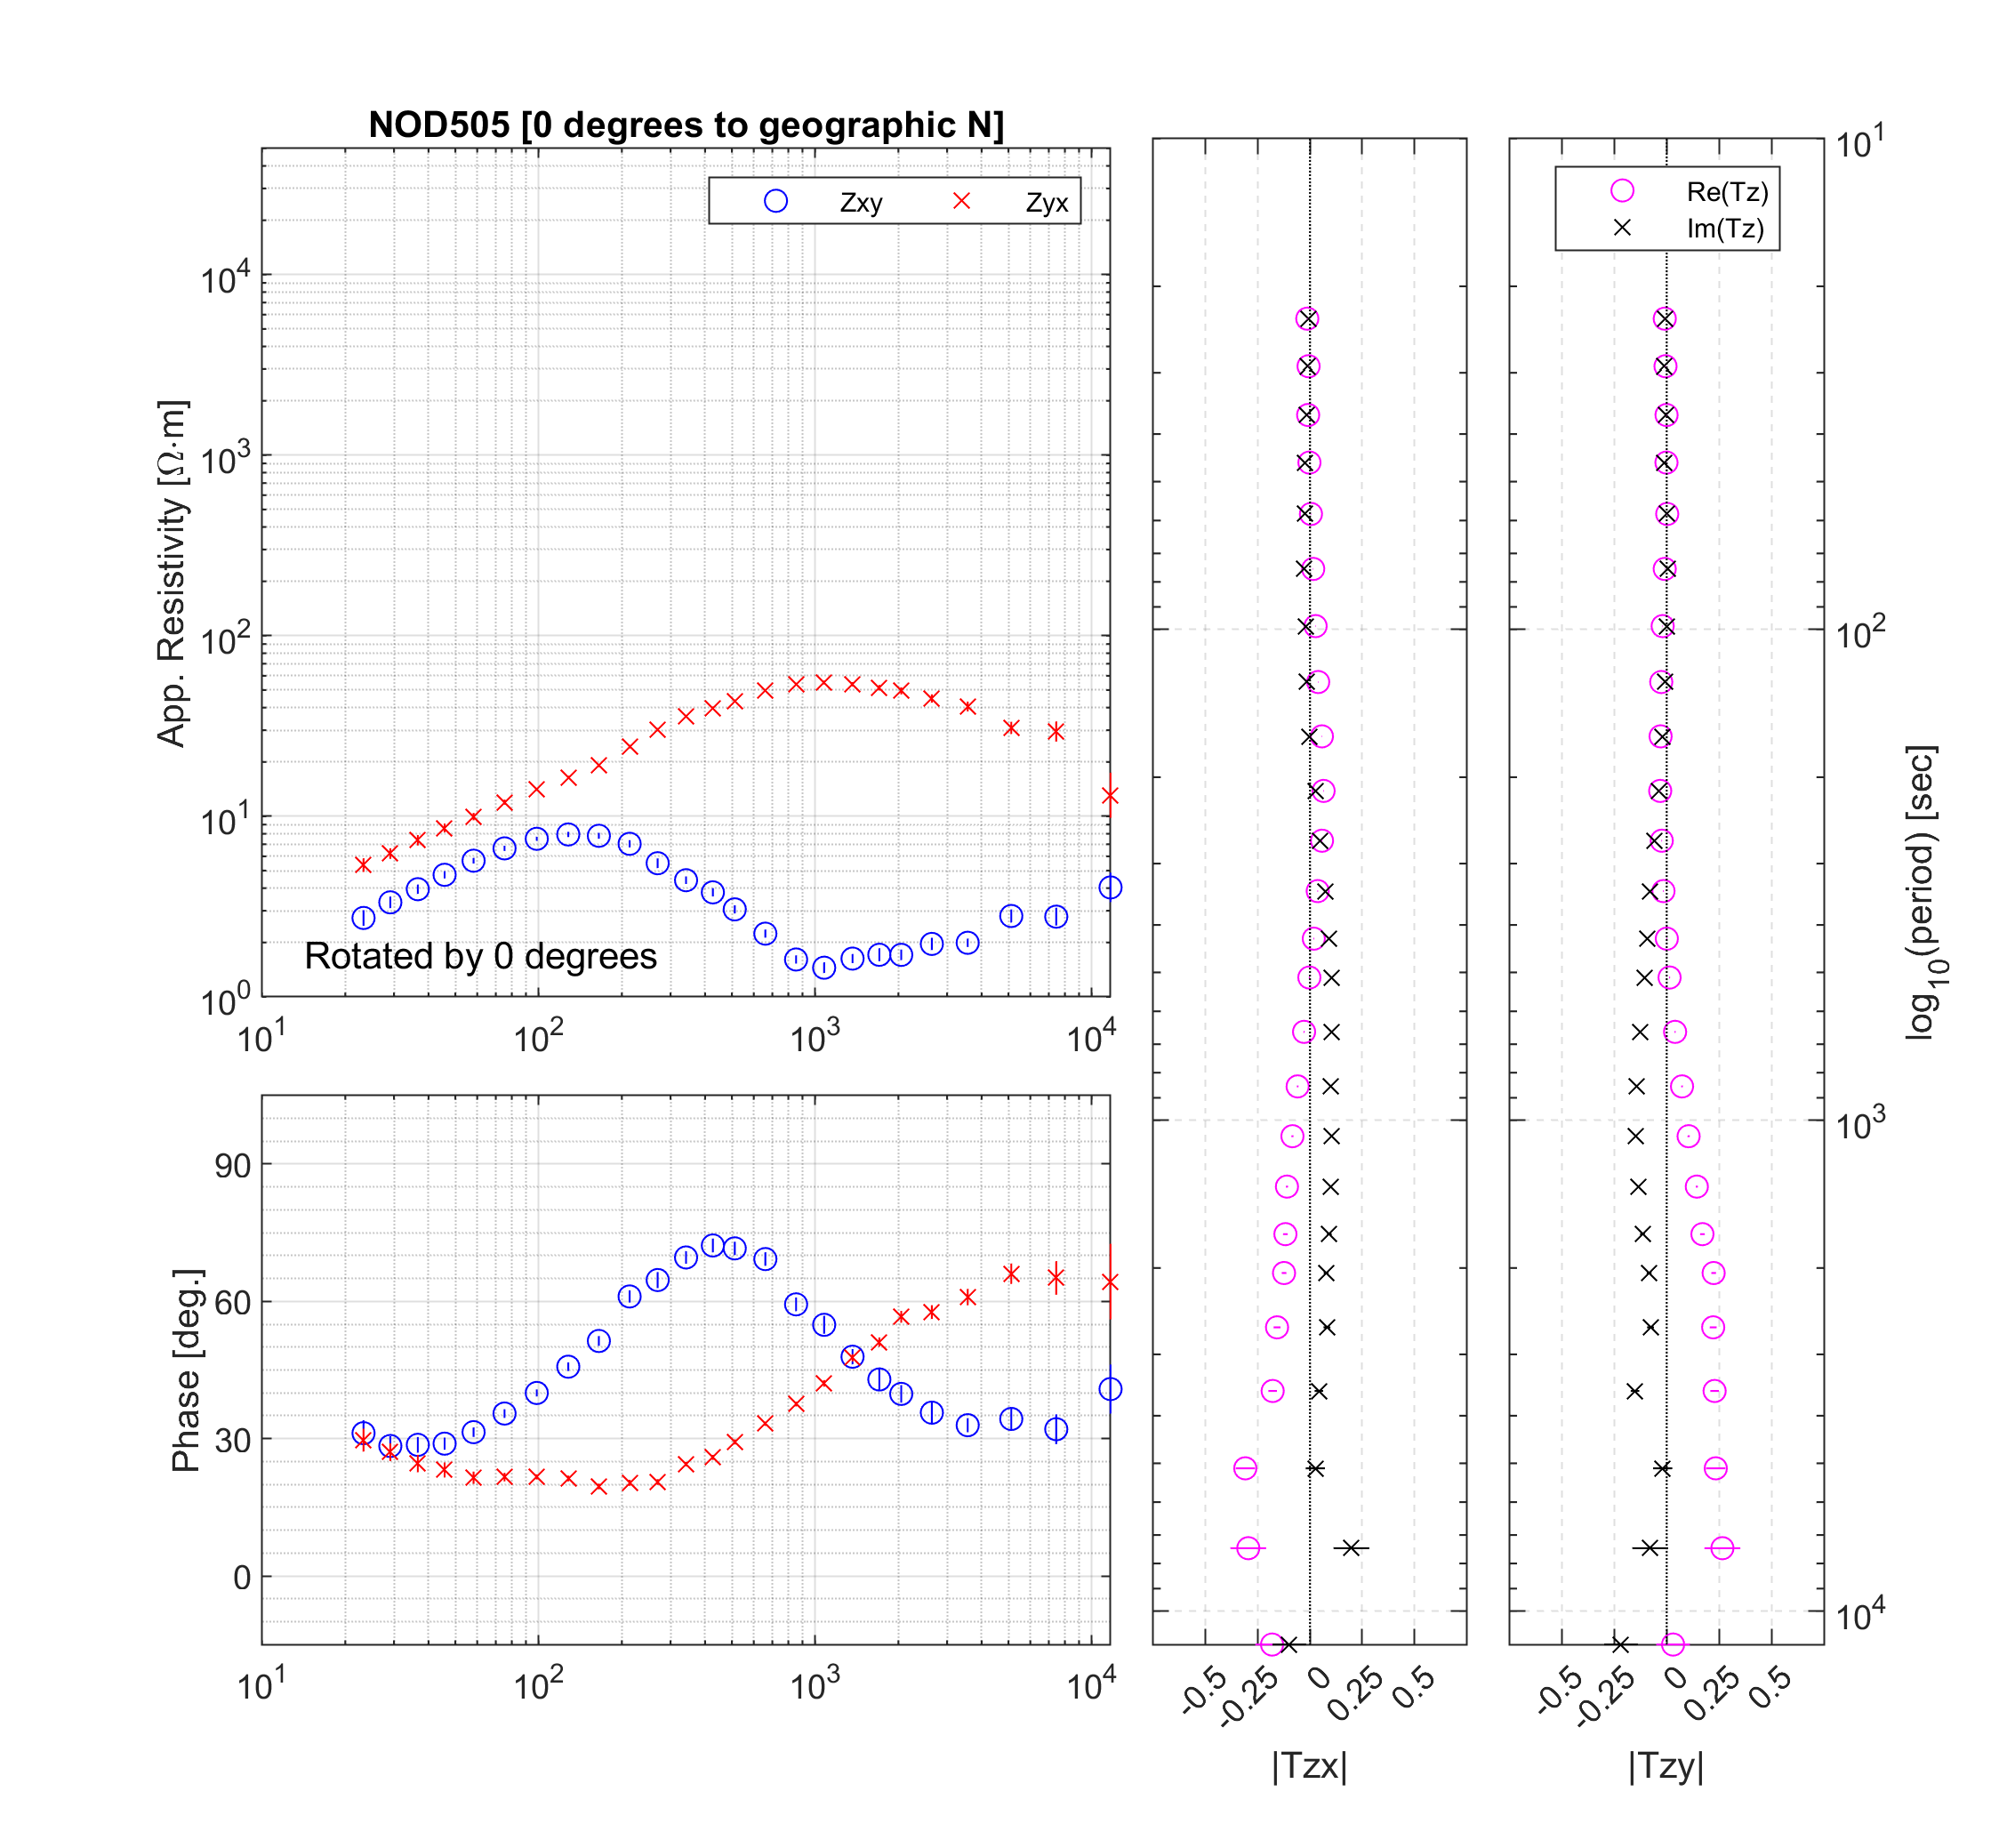 NOD505 [0 degrees to geographic N]
Zxy Zyx
App. Resistivity [Ω·m]
10^4
10^3
10^2
10^1
10^0
Rotated by 0 degrees
10^1 10^2 10^3 10^4
Phase [deg.]
90
60
30
0
10^1 10^2 10^3 10^4
-0.5 -0.25 0 0.25 0.5
|Tzx|
Re(Tz)
Im(Tz)
-0.5 -0.25 0 0.25 0.5
|Tzy|
10^1
10^2
10^3
10^4
log10(period) [sec]